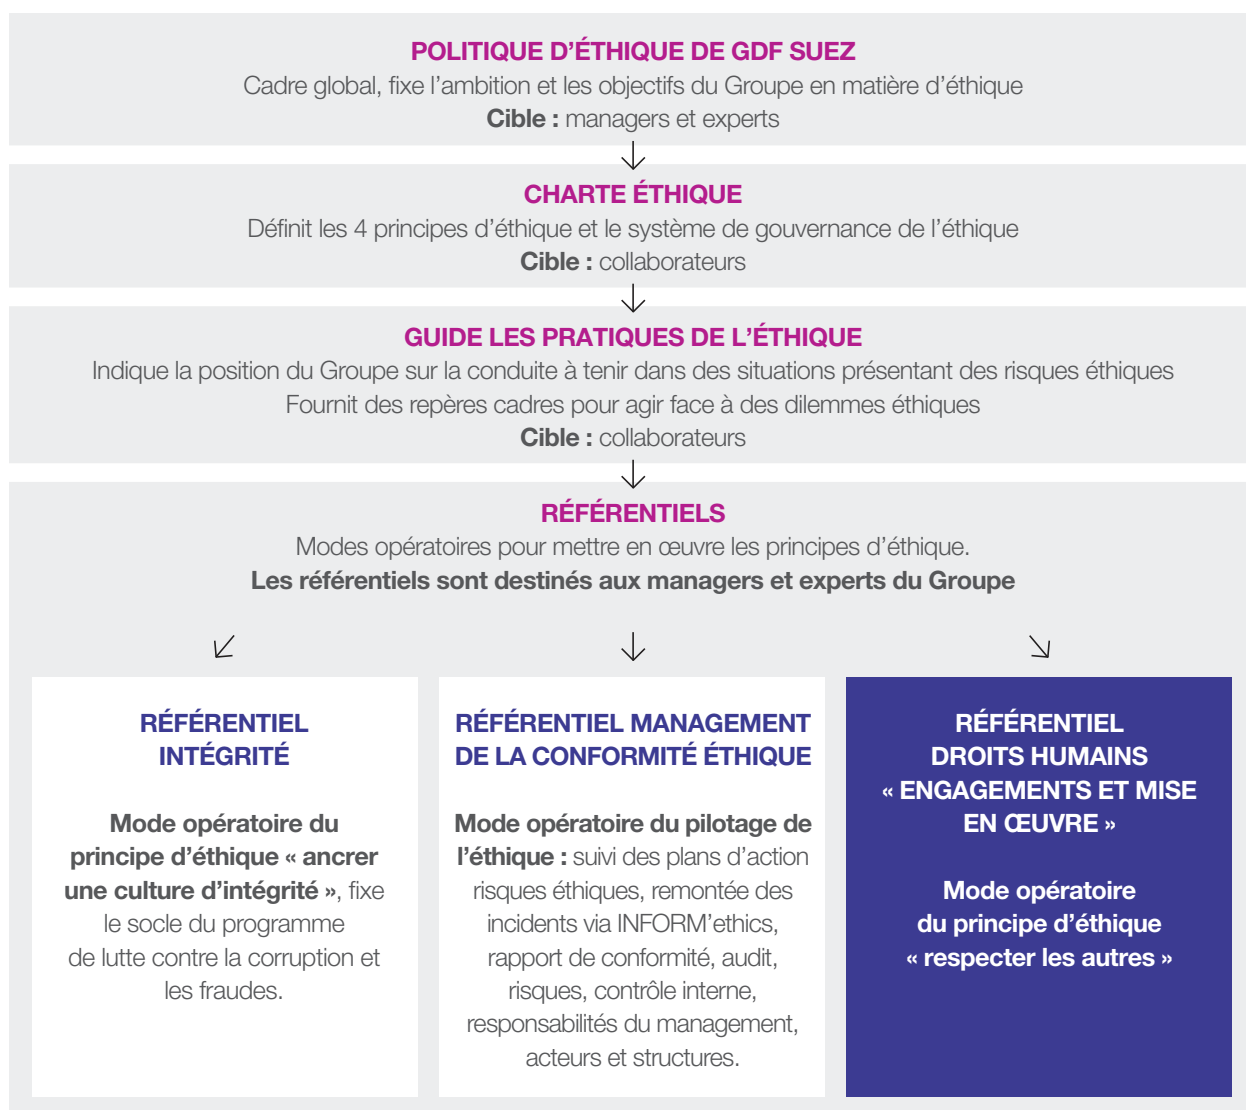 POLITIQUE D’ÉTHIQUE DE GDF SUEZ
Cadre global, fixe l’ambition et les objectifs du Groupe en matière d’éthique
Cible : managers et experts
CHARTE ÉTHIQUE
Définit les 4 principes d’éthique et le système de gouvernance de l’éthique
Cible : collaborateurs
GUIDE LES PRATIQUES DE L’ÉTHIQUE
Indique la position du Groupe sur la conduite à tenir dans des situations présentant des risques éthiques
Fournit des repères cadres pour agir face à des dilemmes éthiques
Cible : collaborateurs
RÉFÉRENTIELS
Modes opératoires pour mettre en œuvre les principes d’éthique.
Les référentiels sont destinés aux managers et experts du Groupe
RÉFÉRENTIEL
INTÉGRITÉ
Mode opératoire du
principe d’éthique « ancrer
une culture d’intégrité », fixe
le socle du programme
de lutte contre la corruption et
les fraudes.
RÉFÉRENTIEL MANAGEMENT
DE LA CONFORMITÉ ÉTHIQUE
Mode opératoire du pilotage de
l’éthique : suivi des plans d’action
risques éthiques, remontée des
incidents via INFORM’ethics,
rapport de conformité, audit,
risques, contrôle interne,
responsabilités du management,
acteurs et structures.
RÉFÉRENTIEL
DROITS HUMAINS
« ENGAGEMENTS ET MISE
EN ŒUVRE »
Mode opératoire
du principe d’éthique
« respecter les autres »